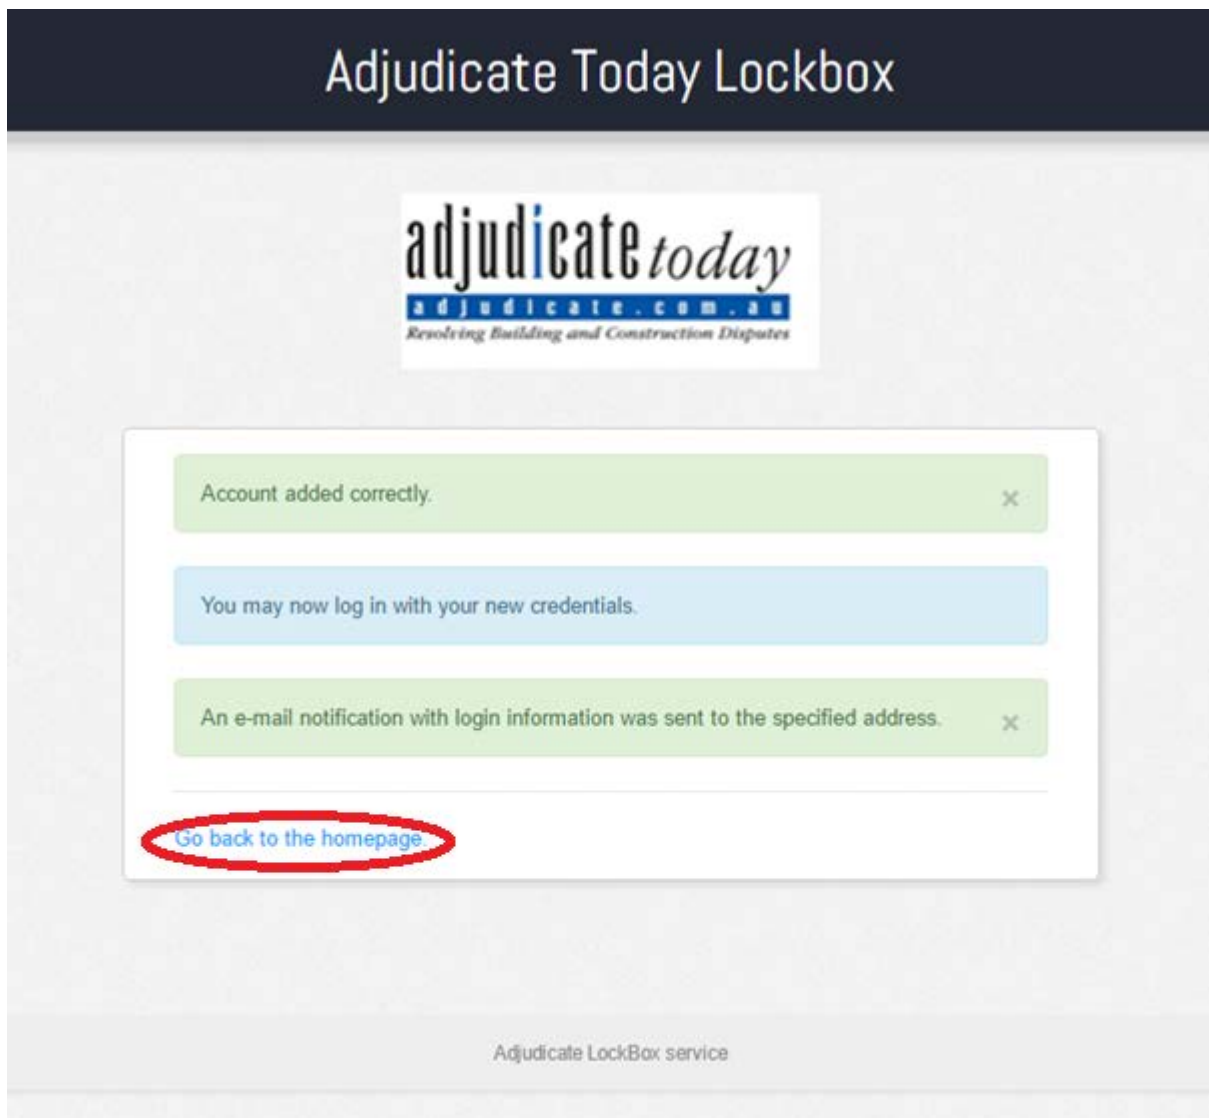 Adjudicate Today Lockbox
adjudicate today
adjudicate.com.au
Resolving Building and Construction Disputes
Account added correctly.
×
You may now log in with your new credentials.
An e-mail notification with login information was sent to the specified address.
×
Go back to the homepage.
Adjudicate LockBox service